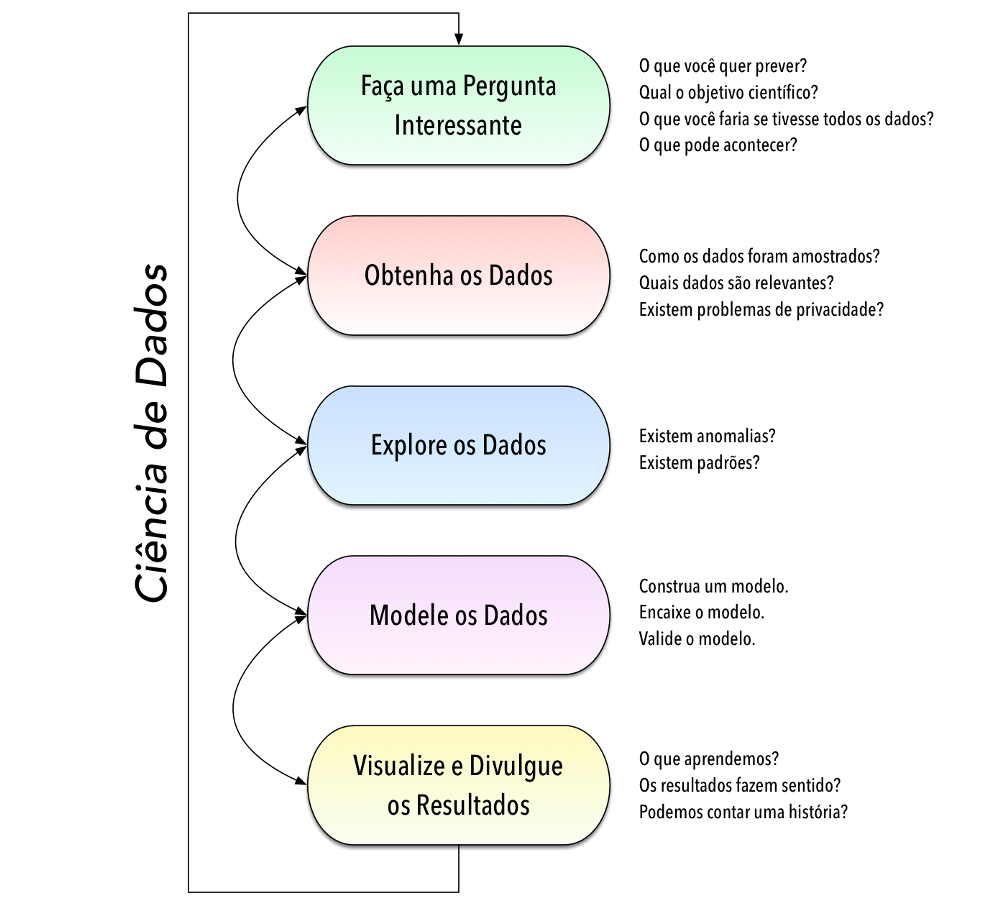 Ciência de Dados
Faça uma Pergunta
Interessante
O que você quer prever?
Qual o objetivo científico?
O que você faria se tivesse todos os dados?
O que pode acontecer?
Obtenha os Dados
Como os dados foram amostrados?
Quais dados são relevantes?
Existem problemas de privacidade?
Explore os Dados
Existem anomalias?
Existem padrões?
Modele os Dados
Construa um modelo.
Encaixe o modelo.
Valide o modelo.
Visualize e Divulgue
os Resultados
O que aprendemos?
Os resultados fazem sentido?
Podemos contar uma história?